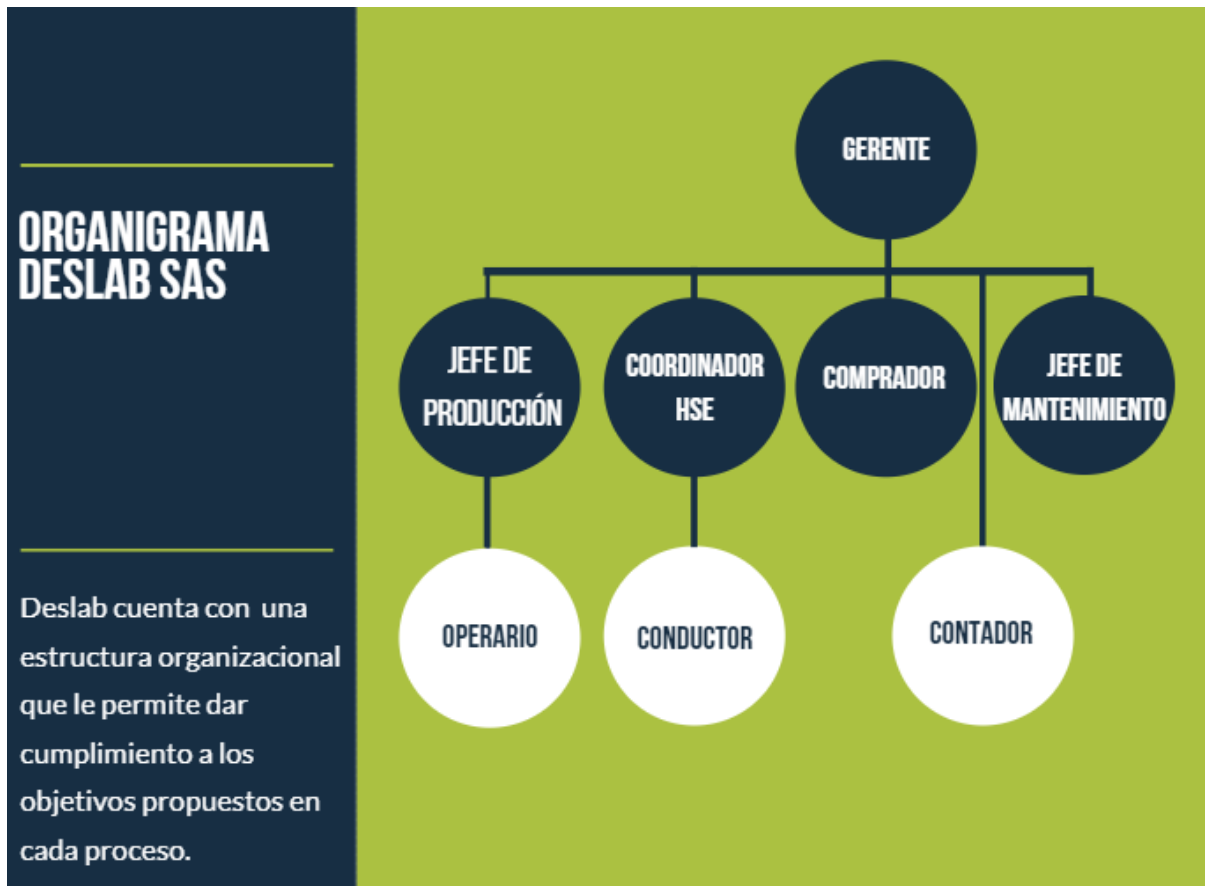 ORGANIGRAMA
DESLAB SAS
Deslab cuenta con una
estructura organizacional
que le permite dar
cumplimiento a los
objetivos propuestos en
cada proceso.
GERENTE
JEFE DE
PRODUCCIÓN
COORDINADOR
HSE
COMPRADOR
JEFE DE
MANTENIMIENTO
OPERARIO
CONDUCTOR
CONTADOR